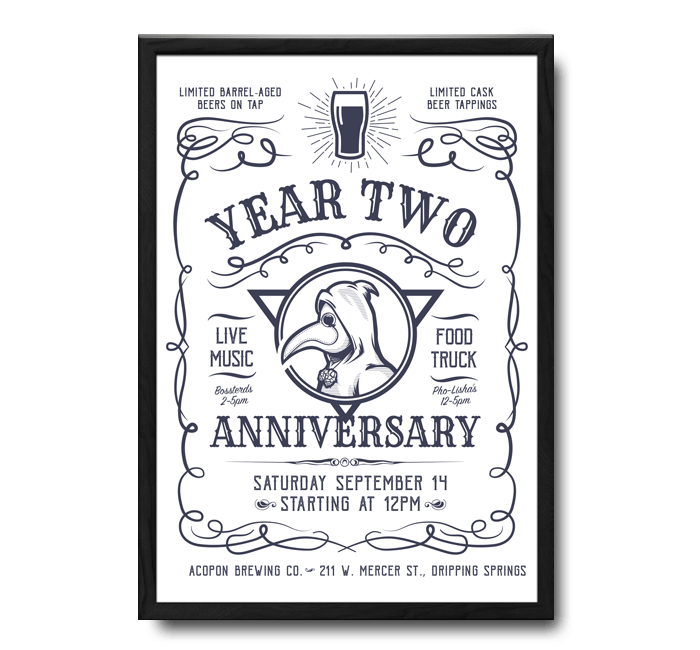 LIMITED BARREL-AGED
BEERS ON TAP
LIMITED CASK
BEER TAPPINGS
YEAR TWO
LIVE
MUSIC
Bossterds
2-5pm
FOOD
TRUCK
Pho-Lisha's
12-5pm
ANNIVERSARY
SATURDAY SEPTEMBER 14
STARTING AT 12PM
ACOPON BREWING CO. 211 W. MERCER ST., DRIPPING SPRINGS